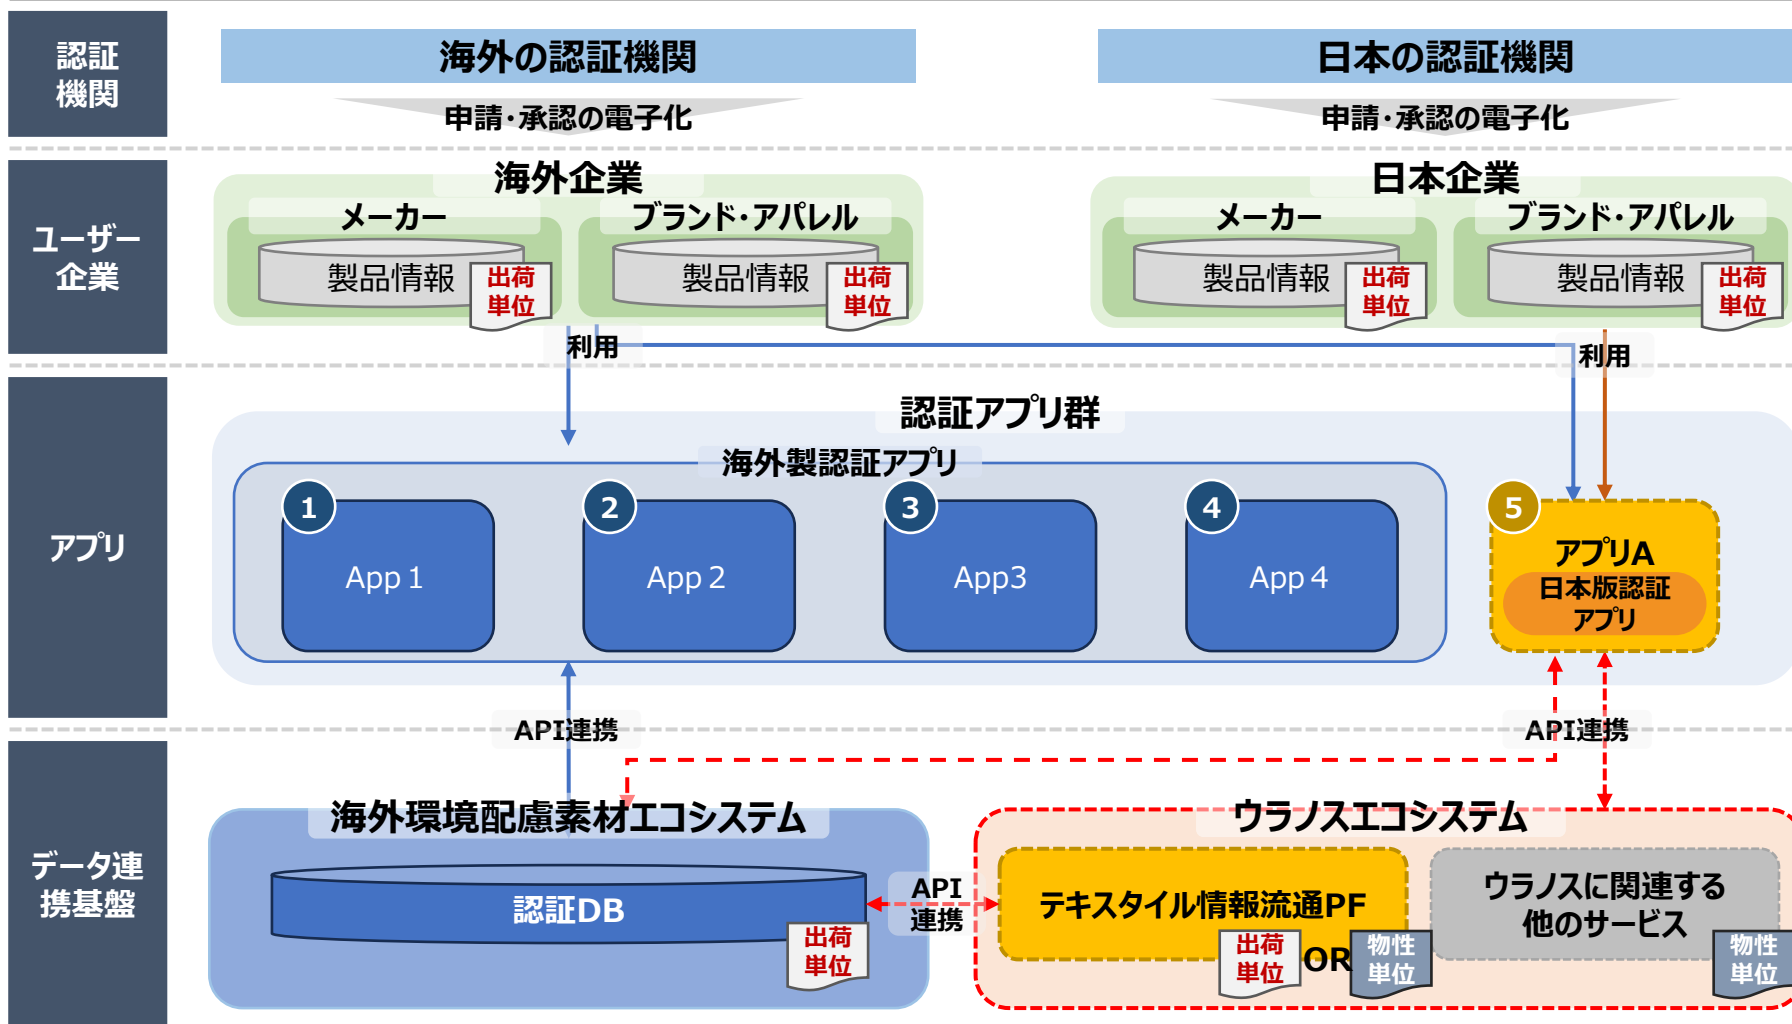 認証
機関
海外の認証機関
日本の認証機関
申請・承認の電子化
申請・承認の電子化
ユーザー
企業
海外企業
メーカー
製品情報
出荷
単位
ブランド・アパレル
製品情報
出荷
単位
日本企業
メーカー
製品情報
出荷
単位
ブランド・アパレル
製品情報
出荷
単位
利用
利用
アプリ
認証アプリ群
海外製認証アプリ
1
App 1
2
App 2
3
App3
4
App 4
5
アプリA
日本版認証
アプリ
API連携
API連携
データ連
携基盤
海外環境配慮素材エコシステム
認証DB
出荷
単位
API
連携
ウラノスエコシステム
テキスタイル情報流通PF
出荷
単位
OR
物性
単位
ウラノスに関連する
他のサービス
物性
単位